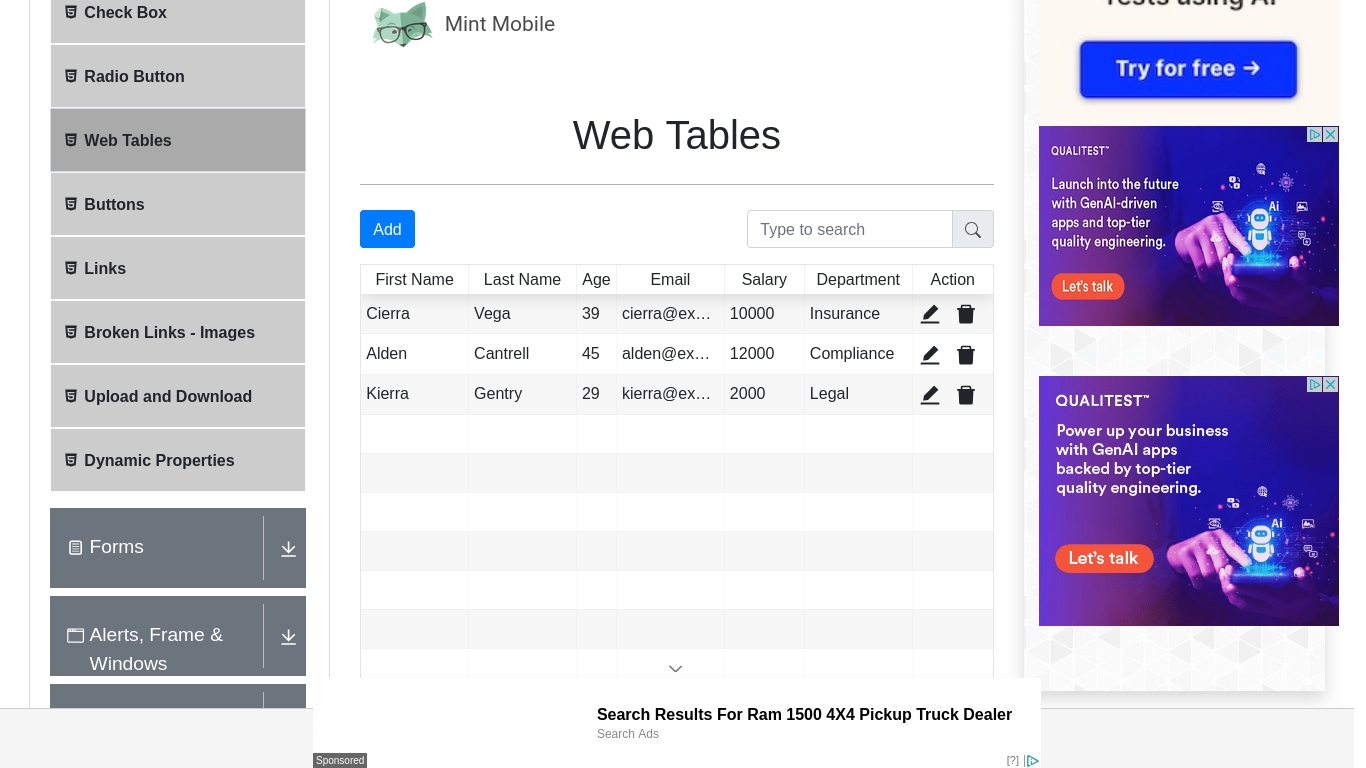 Check Box
Radio Button
Web Tables
Buttons
Links
Broken Links - Images
Upload and Download
Dynamic Properties
Forms
Alerts, Frame &
Windows
Mint Mobile
Web Tables
Add
Type to search
First Name Last Name Age Email Salary Department Action
Cierra Vega 39 cierra@ex… 10000 Insurance
Alden Cantrell 45 alden@ex… 12000 Compliance
Kierra Gentry 29 kierra@ex… 2000 Legal
Tests using AI
Try for free →
QUALITEST™
Launch into the future
with GenAI-driven
apps and top-tier
quality engineering.
Let's talk
Ai
QUALITEST™
Power up your business
with GenAI apps
backed by top-tier
quality engineering.
Let's talk
Ai
Search Results For Ram 1500 4X4 Pickup Truck Dealer
Search Ads
Sponsored
[?]